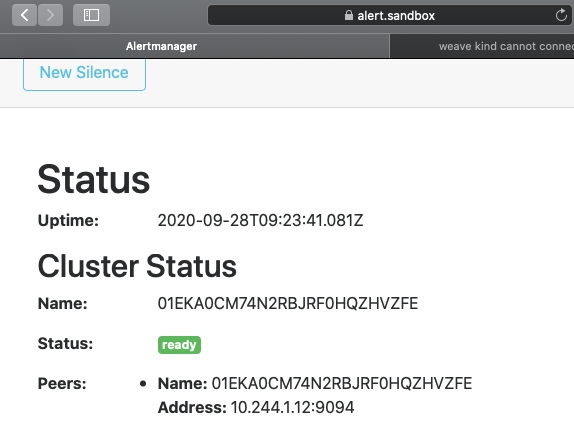 alert.sandbox
Alertmanager
weave kind cannot connec
New Silence
Status
Uptime: 2020-09-28T09:23:41.081Z
Cluster Status
Name: 01EKA0CM74N2RBJRF0HQZHVZFE
Status: ready
Peers: • Name: 01EKA0CM74N2RBJRF0HQZHVZFE
Address: 10.244.1.12:9094